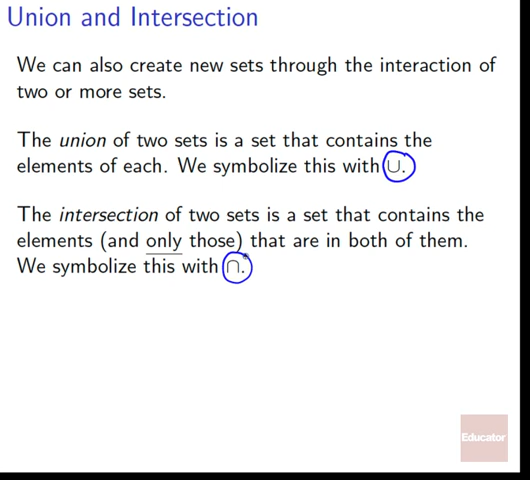 Union and Intersection
We can also create new sets through the interaction of
two or more sets.
The union of two sets is a set that contains the
elements of each. We symbolize this with ∪.
The intersection of two sets is a set that contains the
elements (and only those) that are in both of them.
We symbolize this with ∩.
Educator